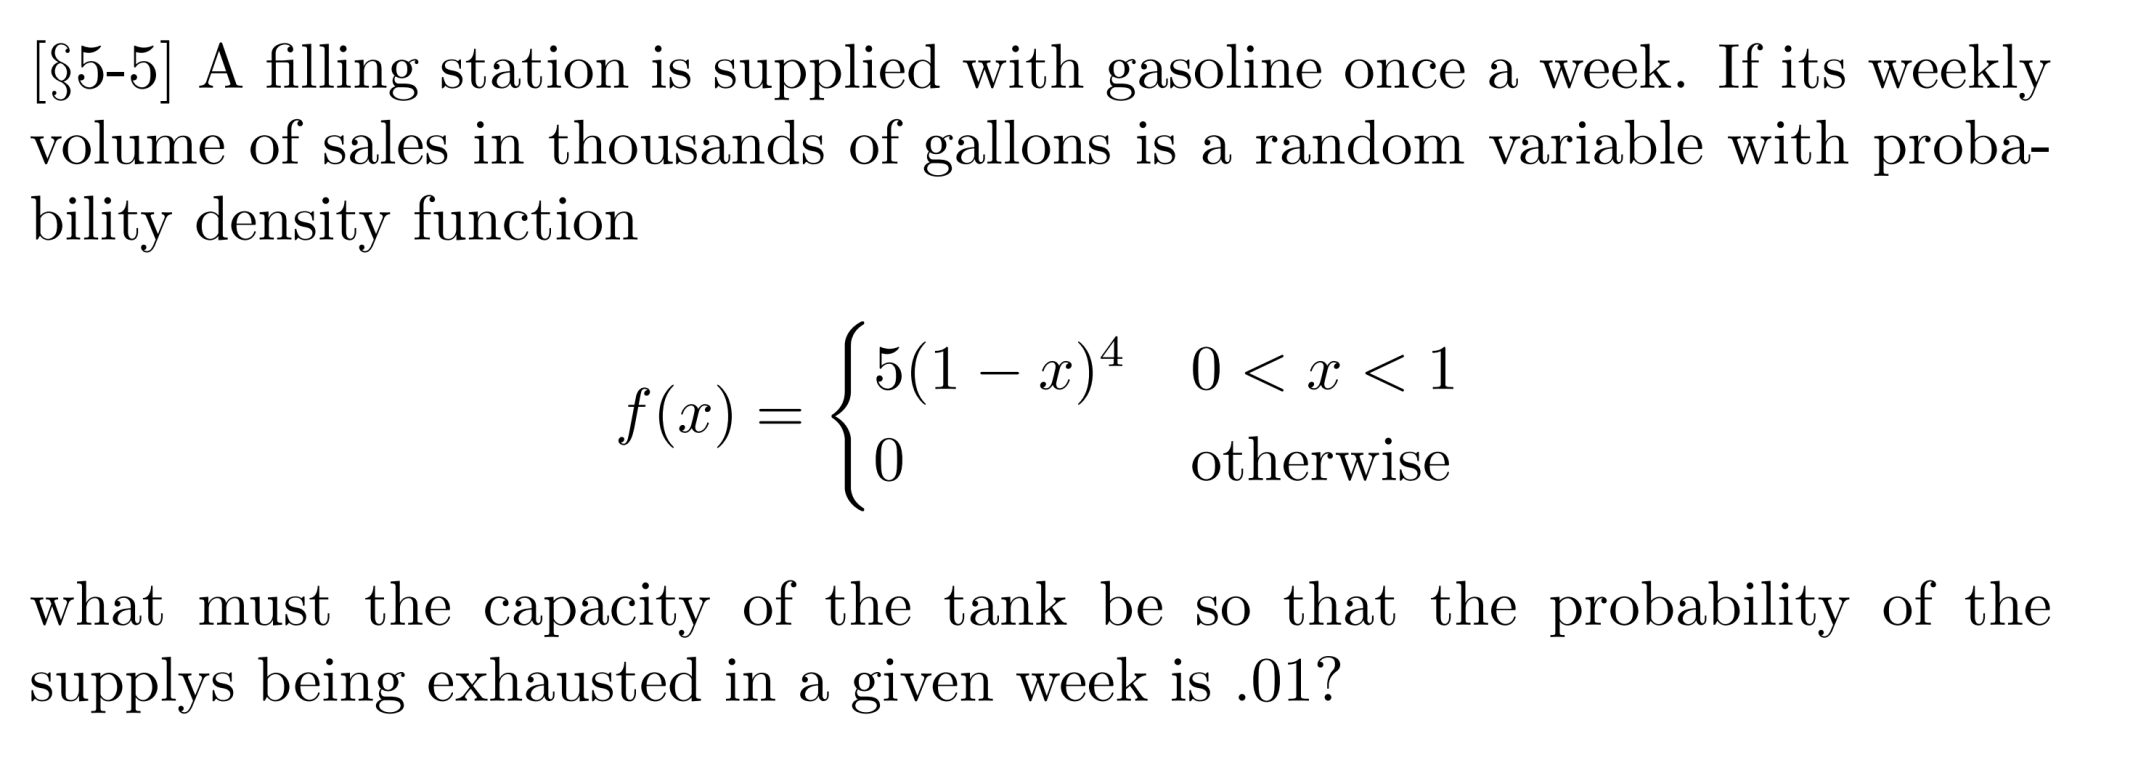 [§5-5] A filling station is supplied with gasoline once a week. If its weekly
volume of sales in thousands of gallons is a random variable with proba-
bility density function
f(x) = { 5(1 − x)⁴ 0 < x < 1
0 otherwise
what must the capacity of the tank be so that the probability of the
supplys being exhausted in a given week is .01?